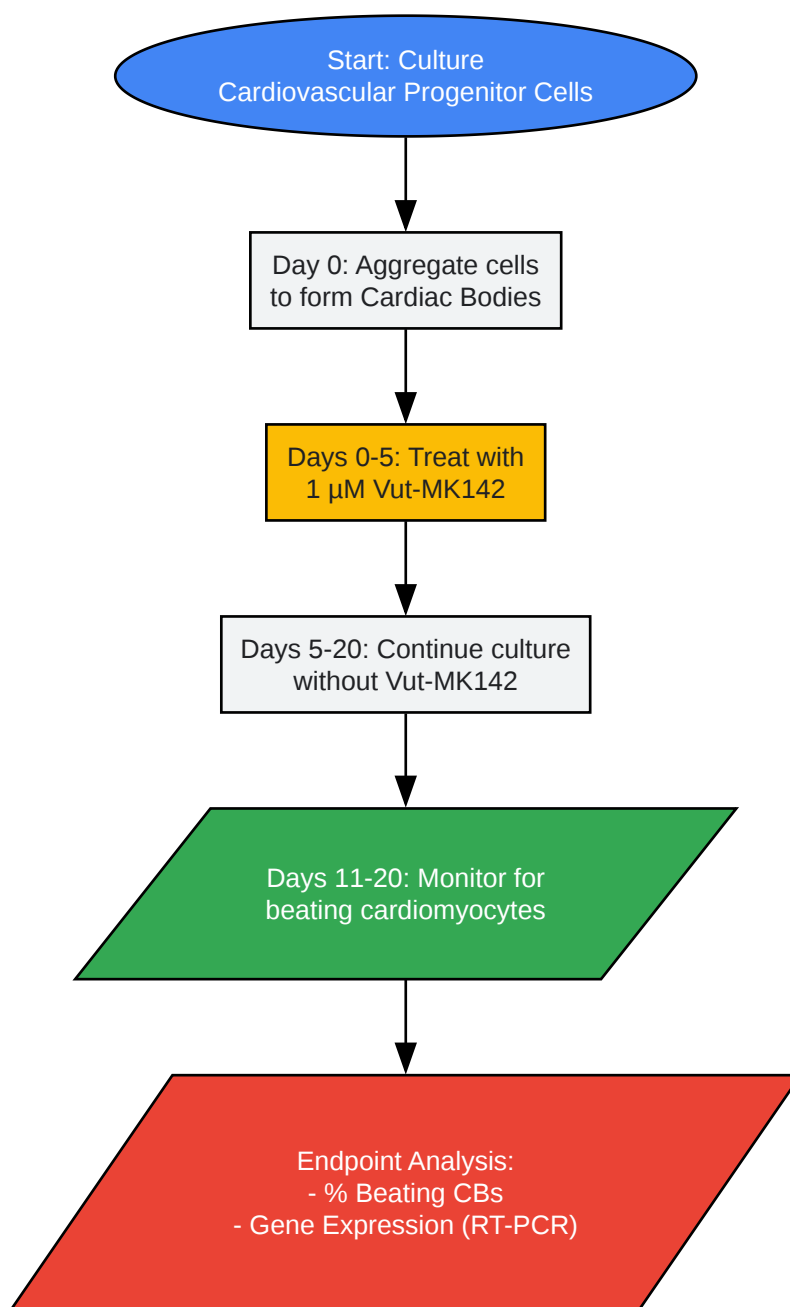 Start: Culture
Cardiovascular Progenitor Cells
Day 0: Aggregate cells
to form Cardiac Bodies
Days 0-5: Treat with
1 µM Vut-MK142
Days 5-20: Continue culture
without Vut-MK142
Days 11-20: Monitor for
beating cardiomyocytes
Endpoint Analysis:
- % Beating CBs
- Gene Expression (RT-PCR)